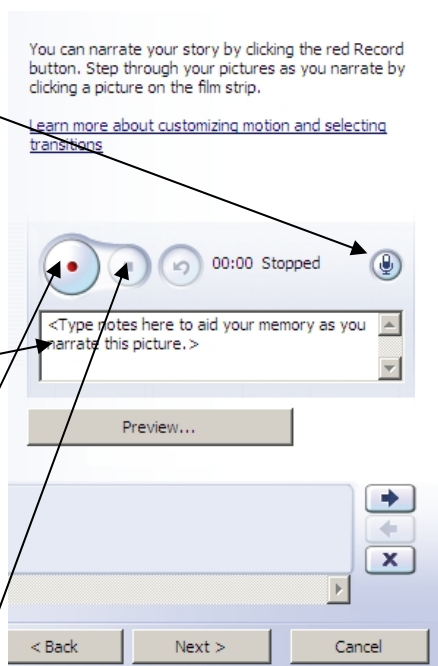 You can narrate your story by clicking the red Record
button. Step through your pictures as you narrate by
clicking a picture on the film strip.
Learn more about customizing motion and selecting
transitions
00:00 Stopped
<Type notes here to aid your memory as you
narrate this picture.>
Preview...
< Back Next > Cancel